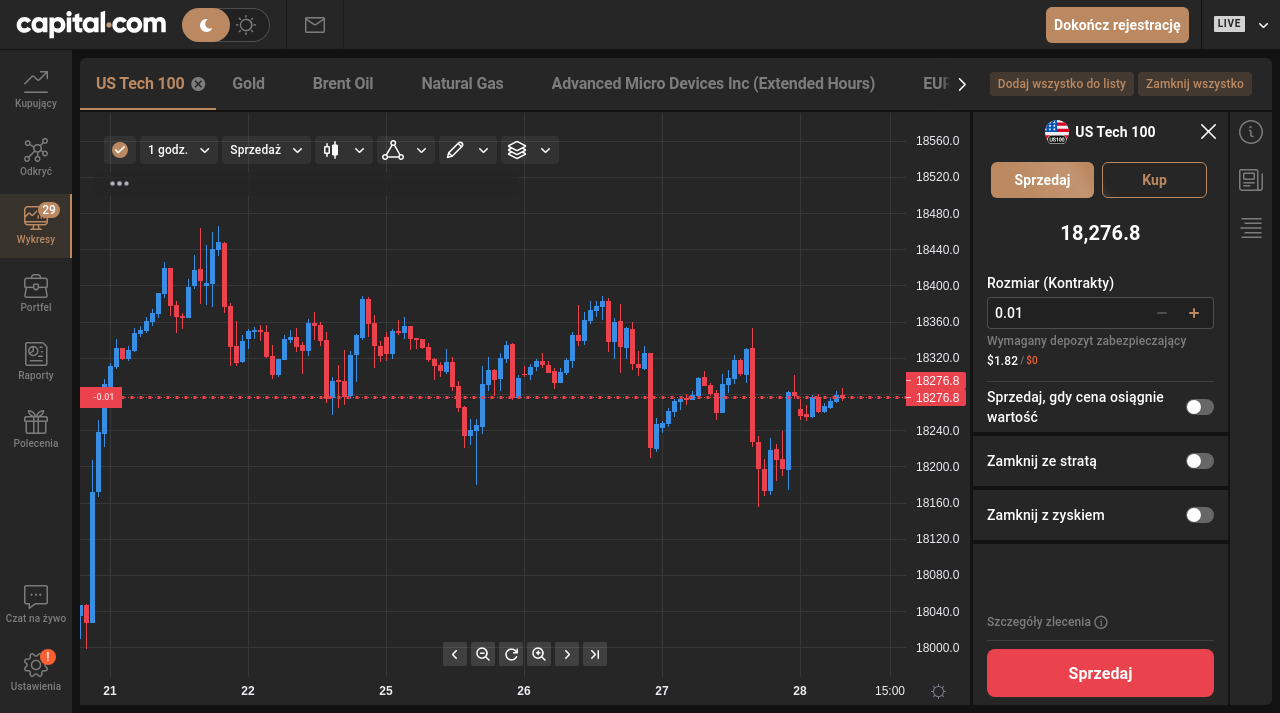 capital.com
Dokończ rejestrację
LIVE
Kupujący
Odkryć
29
Wykresy
Portfel
Raporty
Polecenia
Czat na żywo
!
Ustawienia
US Tech 100
Gold
Brent Oil
Natural Gas
Advanced Micro Devices Inc (Extended Hours)
EUR
Dodaj wszystko do listy
Zamknij wszystko
1 godz.
Sprzedaż
-0.01
18560.0
18520.0
18480.0
18440.0
18400.0
18360.0
18320.0
18276.8
18276.8
18240.0
18200.0
18160.0
18120.0
18080.0
18040.0
18000.0
21
22
25
26
27
28
15:00
US100
US Tech 100
Sprzedaj
Kup
18,276.8
Rozmiar (Kontrakty)
0.01
Wymagany depozyt zabezpieczający
$1.82 / $0
Sprzedaj, gdy cena osiągnie
wartość
Zamknij ze stratą
Zamknij z zyskiem
Szczegóły zlecenia
Sprzedaj